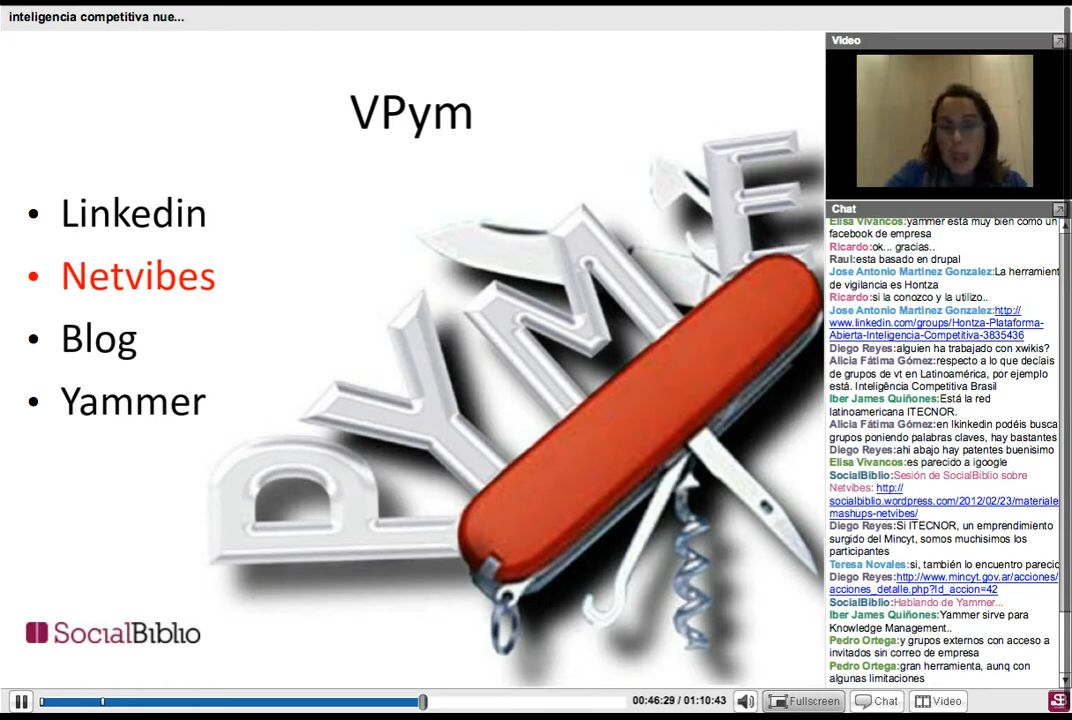 inteligencia competitiva nue...
VPym
• Linkedin
• Netvibes
• Blog
• Yammer
PYME
SocialBiblio
Video
Chat
Elisa Vivancos:yammer está muy bien como un
facebook de empresa
Ricardo:ok... gracias..
Raul:esta basado en drupal
Jose Antonio Martinez Gonzalez:La herramient
de vigilancia es Hontza
Ricardo:si la conozco y la utilizo..
Jose Antonio Martinez Gonzalez:http://
www.linkedin.com/groups/Hontza-Plataforma-
Abierta-Inteligencia-Competitiva-3835436
Diego Reyes:alguien ha trabajado con xwikis?
Alicia Fátima Gómez:respecto a lo que decíais
de grupos de vt en Latinoamérica, por ejemplo
está. Inteligência Competitiva Brasil
Iber James Quiñones:Está la red
latinoamericana ITECNOR.
Alicia Fátima Gómez:en lkinkedin podéis busca
grupos poniendo palabras claves, hay bastantes
Diego Reyes:ahi abajo hay patentes buenisimo
Elisa Vivancos:es parecido a igoogle
SocialBiblio:Sesión de SocialBiblio sobre
Netvibes: http://
socialbiblio.wordpress.com/2012/02/23/materiale
mashups-netvibes/
Diego Reyes:Si ITECNOR, un emprendimiento
surgido del Mincyt, somos muchisimos los
participantes
Teresa Novales:si, también lo encuentro parecid
Diego Reyes:http://www.mincyt.gov.ar/acciones/
acciones_detalle.php?Id_accion=42
SocialBiblio:Hablando de Yammer...
Iber James Quiñones:Yammer sirve para
Knowledge Management..
Pedro Ortega:y grupos externos con acceso a
invitados sin correo de empresa
Pedro Ortega:gran herramienta, aunq con
algunas limitaciones
00:46:29 / 01:10:43
Fullscreen
Chat
Video
SB